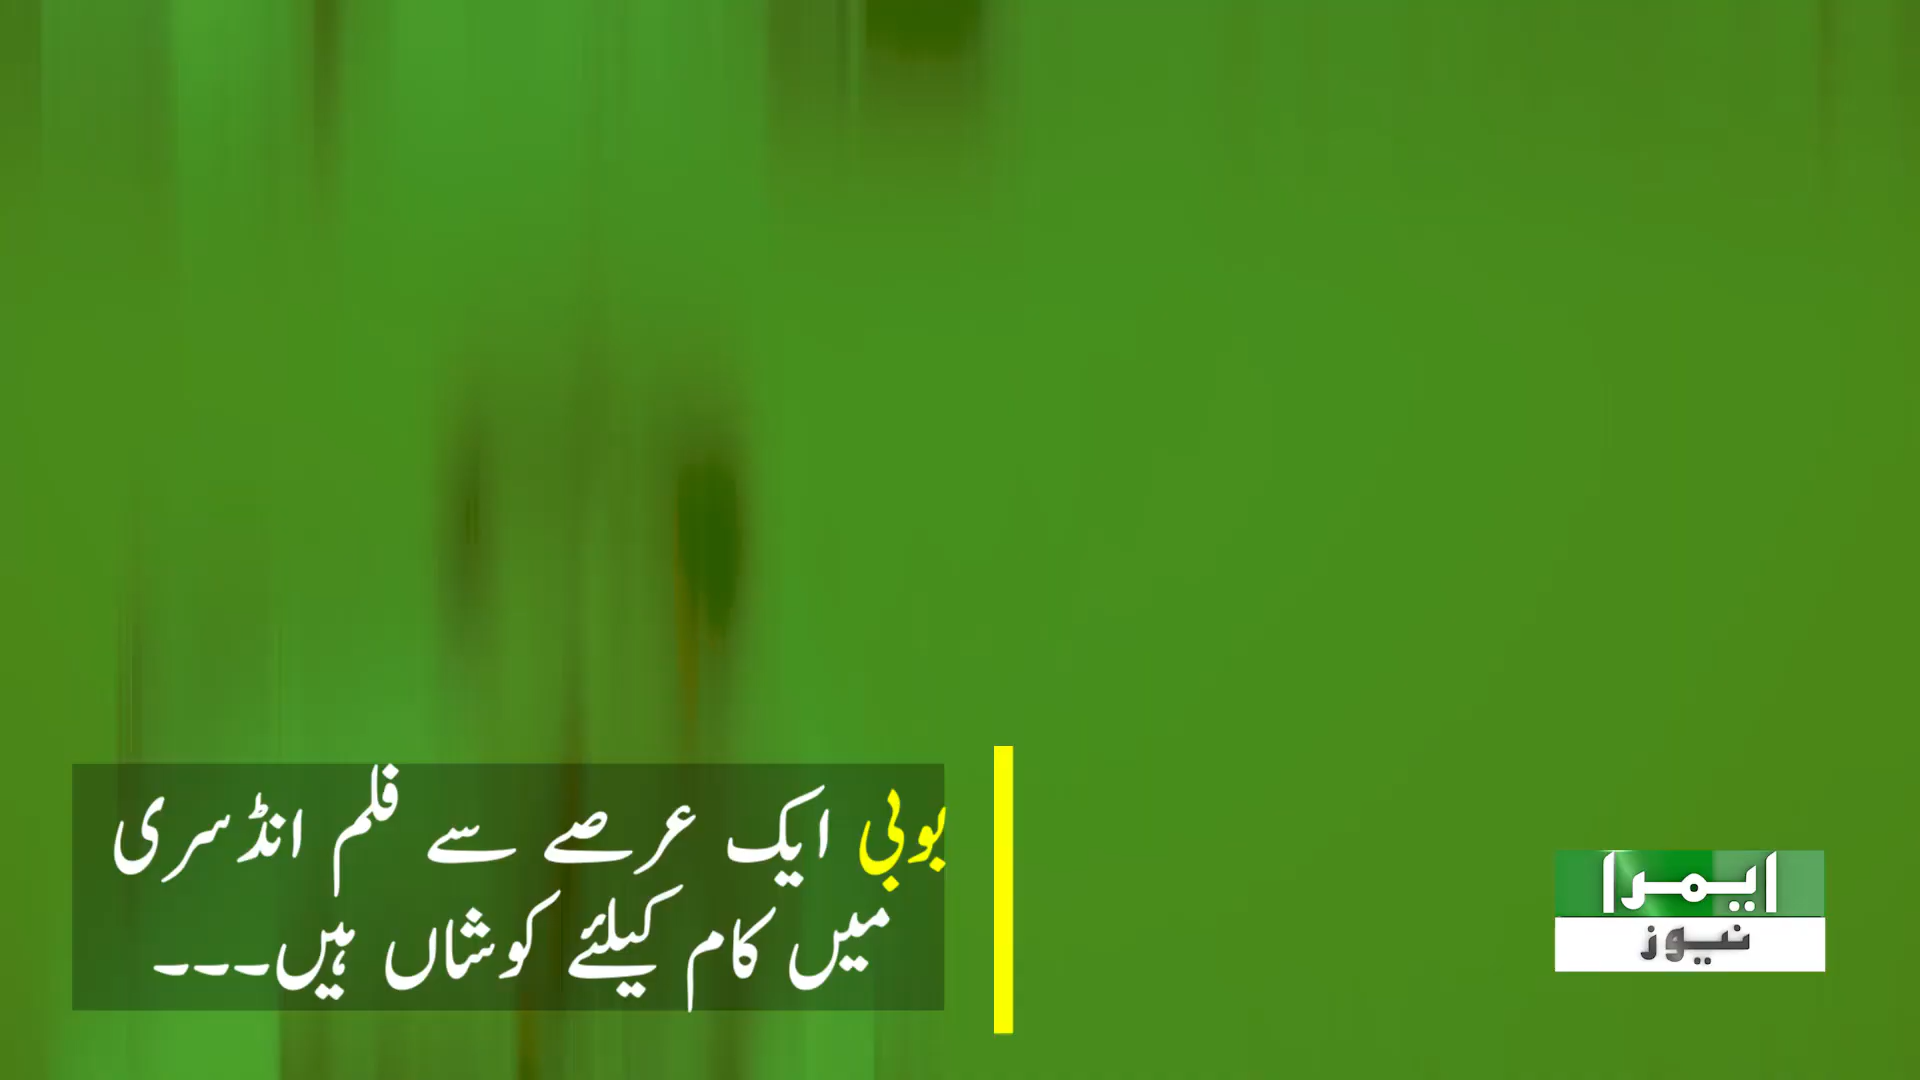 بوبی ایک عرصے سے فلم انڈسری
میں کام کیلئے کوشاں ہیں۔۔۔
ایمرا
نیوز